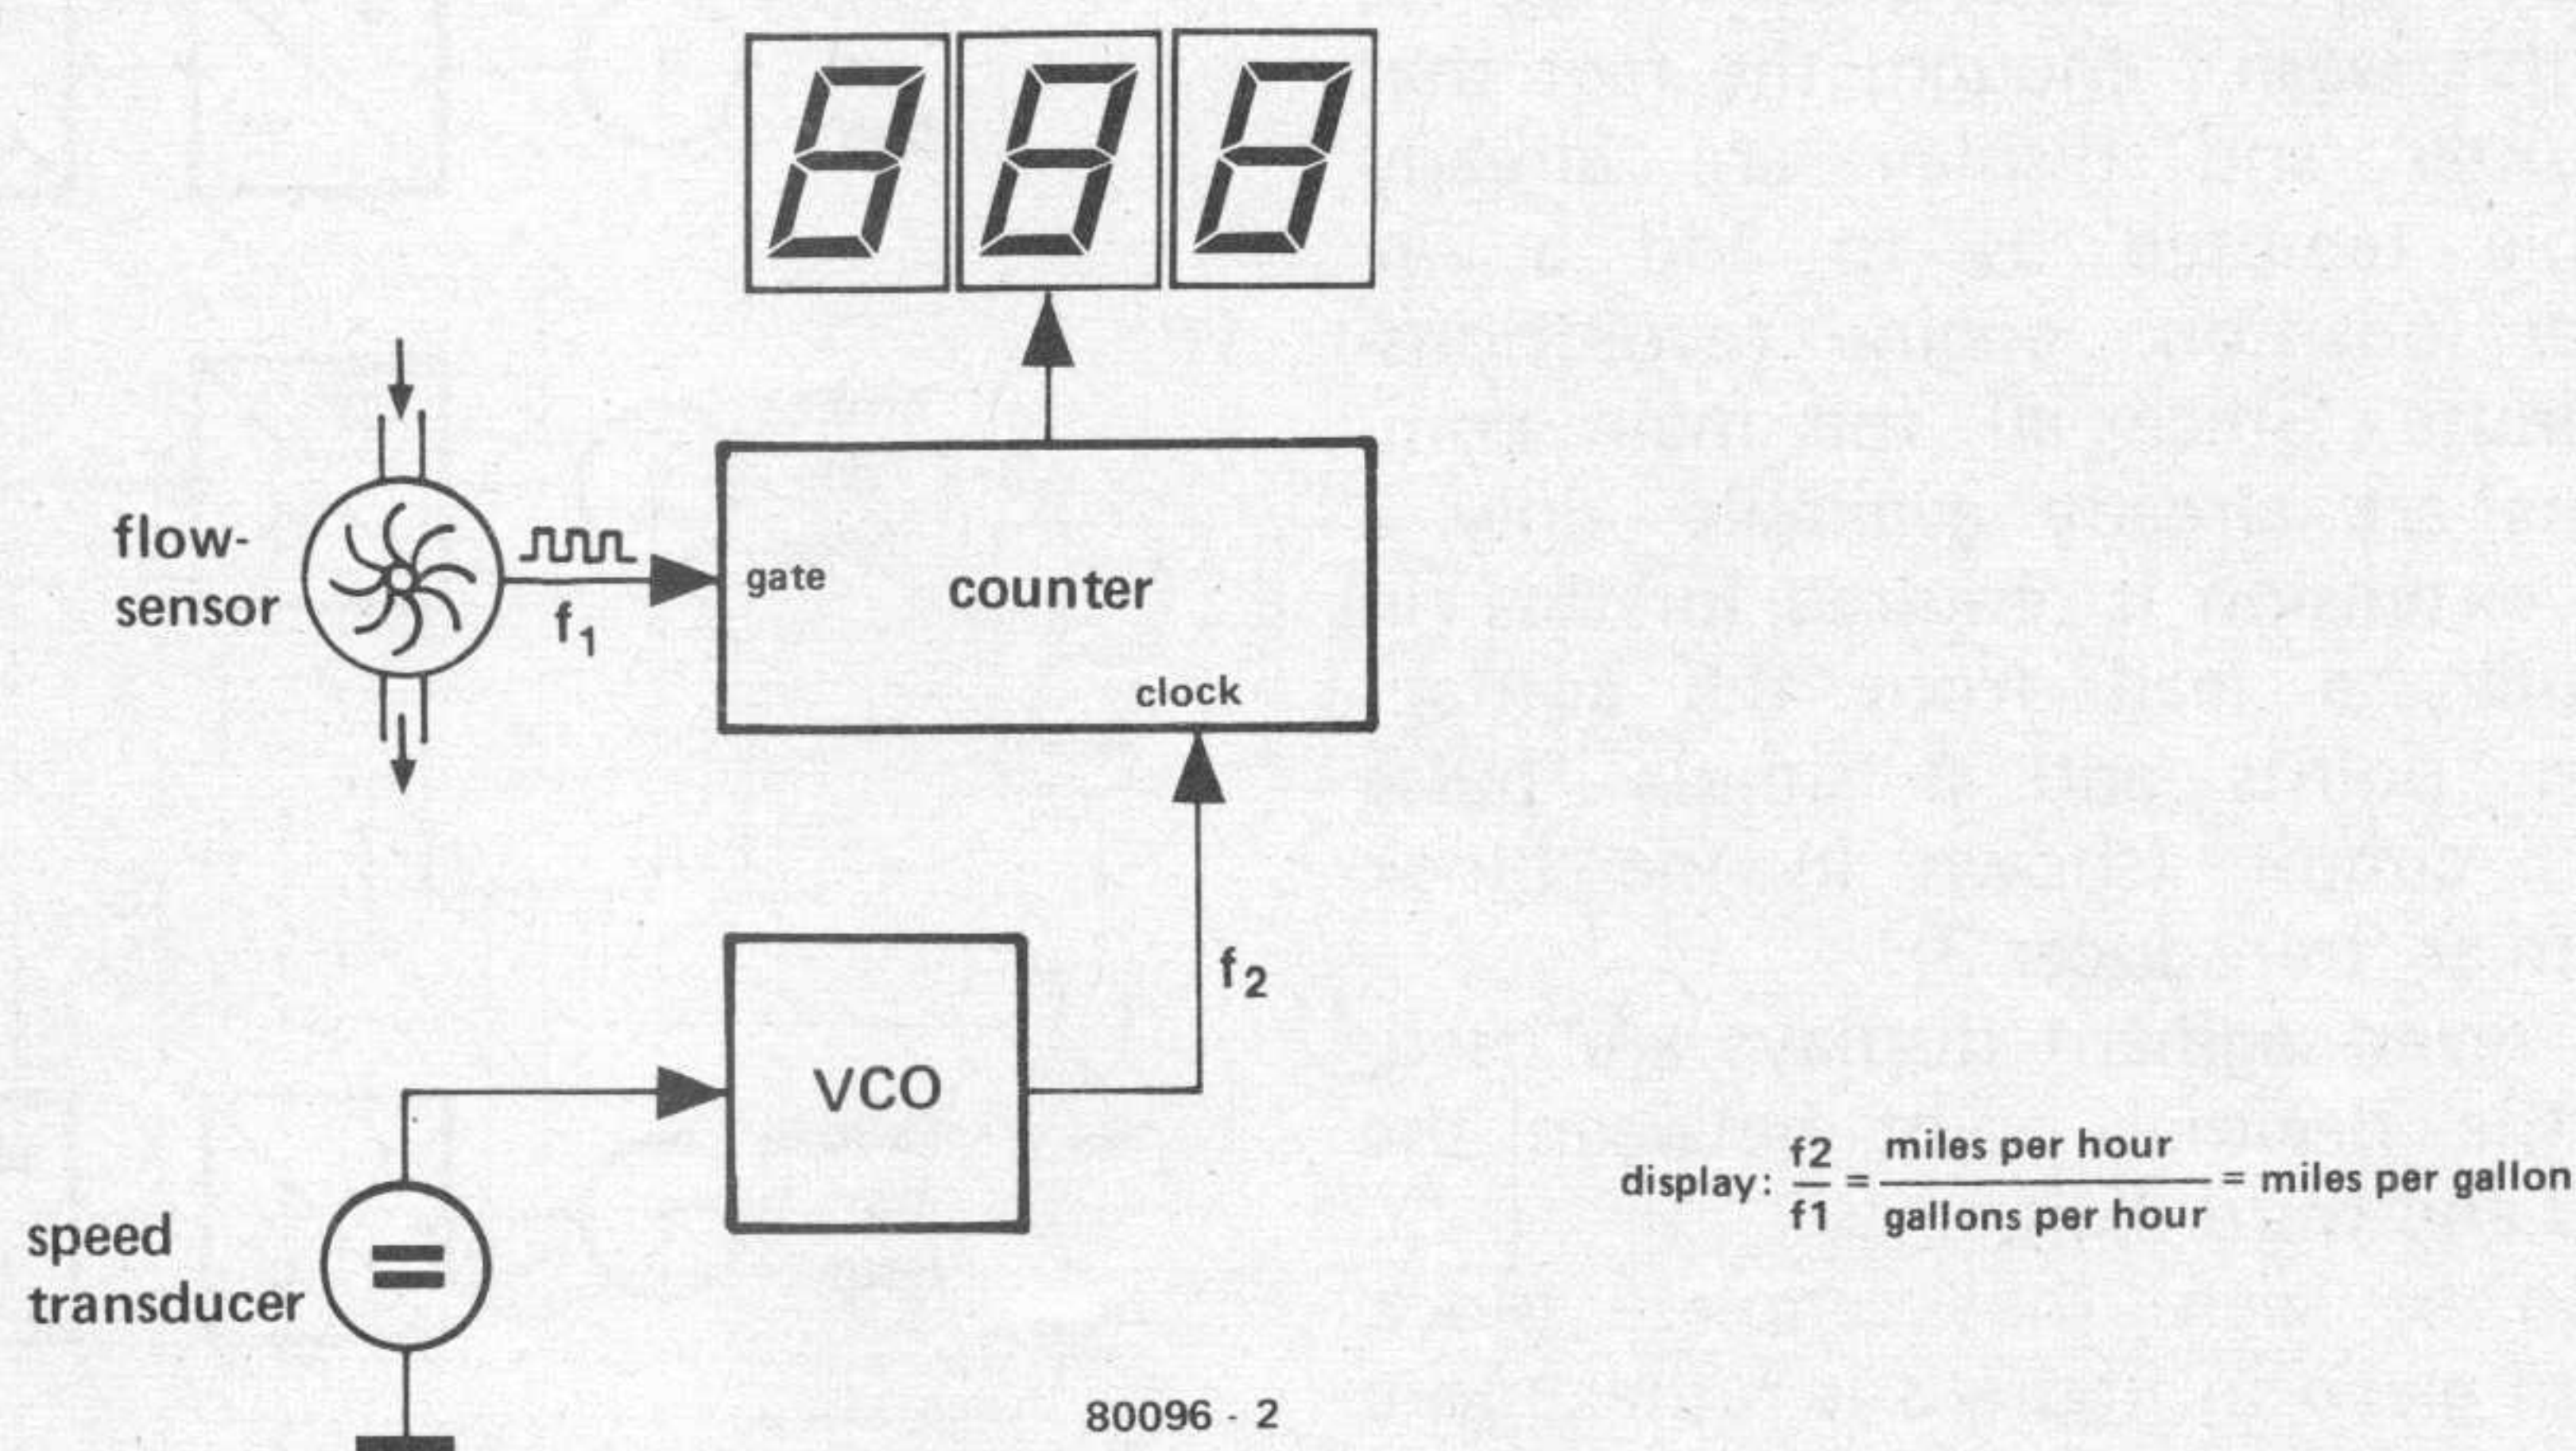 888
flow-
sensor
f1
gate
counter
clock
f2
VCO
speed
transducer
display: f2/f1 = miles per hour/gallons per hour = miles per gallon
80096 - 2